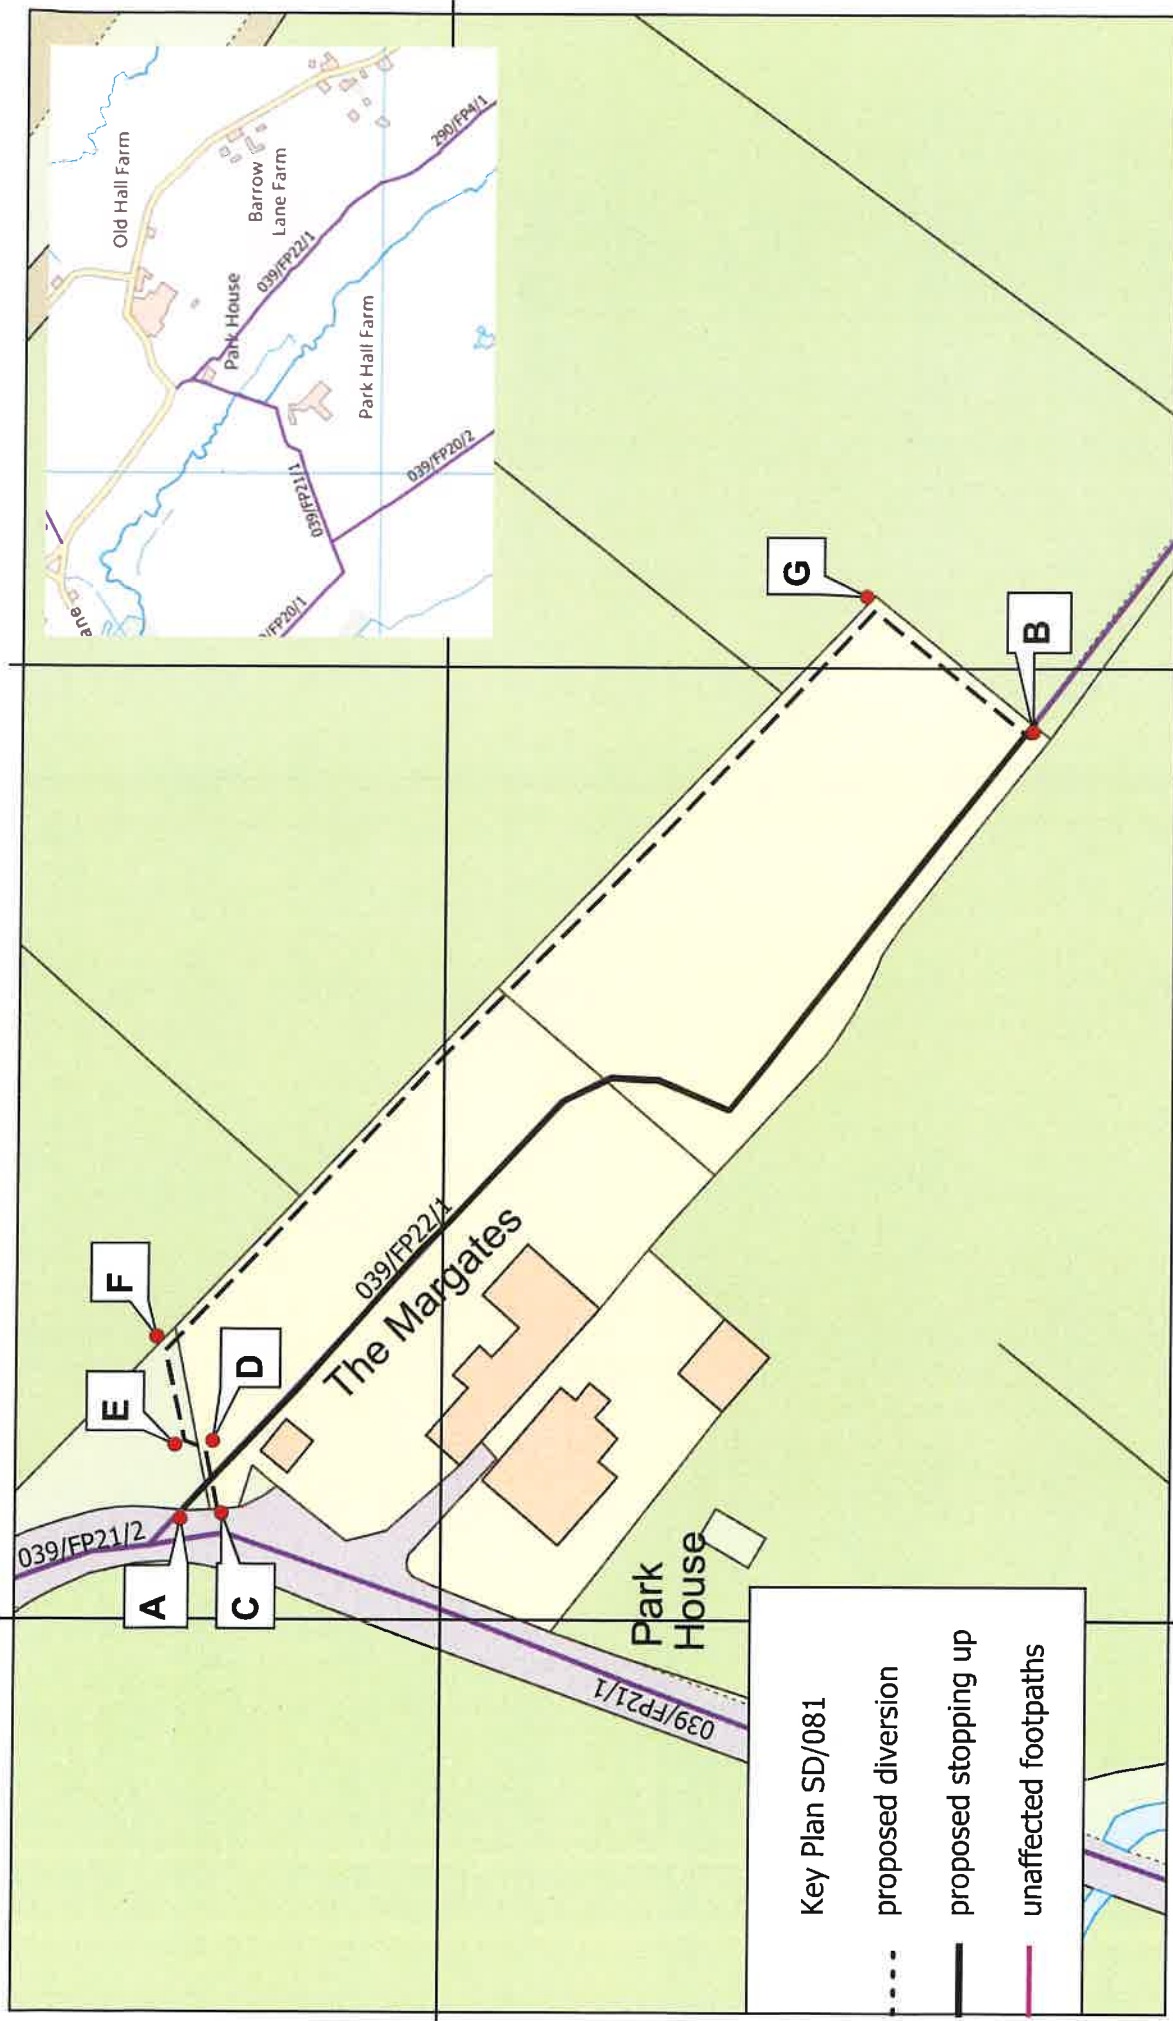 039/FP21/2
A
C
E
F
D
039/FP22/1
The Margates
G
B
Park
House
039/FP21/1
Key Plan SD/081
proposed diversion
proposed stopping up
unaffected footpaths
Old Hall Farm
Barrow
Lane Farm
Park House
039/FP22/1
290/FP4/1
Park Hall Farm
039/FP21/1
039/FP20/2
/FP20/1
ane